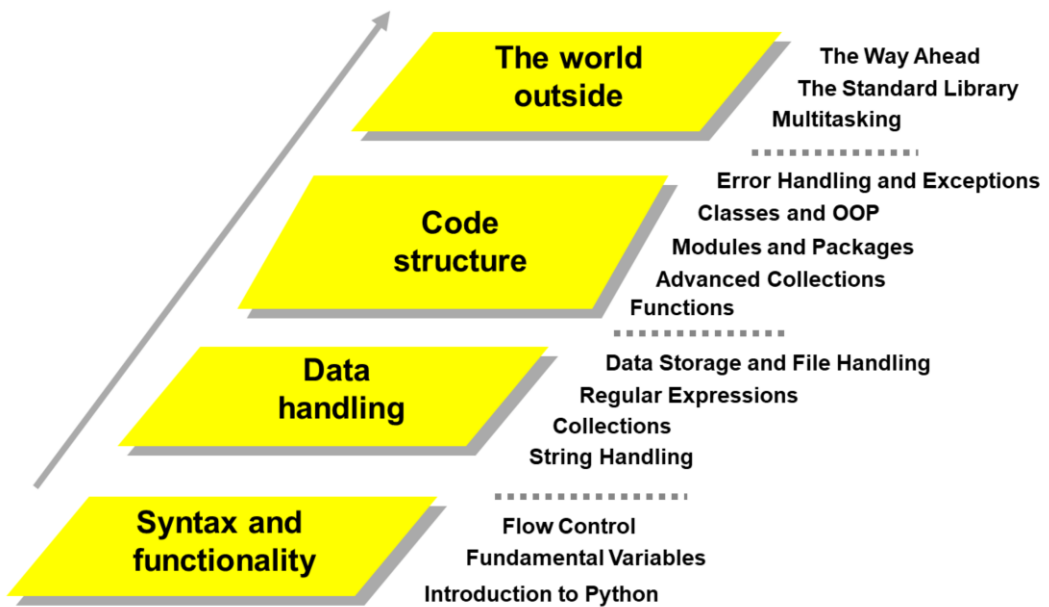 The world
outside
The Way Ahead
The Standard Library
Multitasking
Code
structure
Error Handling and Exceptions
Classes and OOP
Modules and Packages
Advanced Collections
Functions
Data
handling
Data Storage and File Handling
Regular Expressions
Collections
String Handling
Syntax and
functionality
Flow Control
Fundamental Variables
Introduction to Python